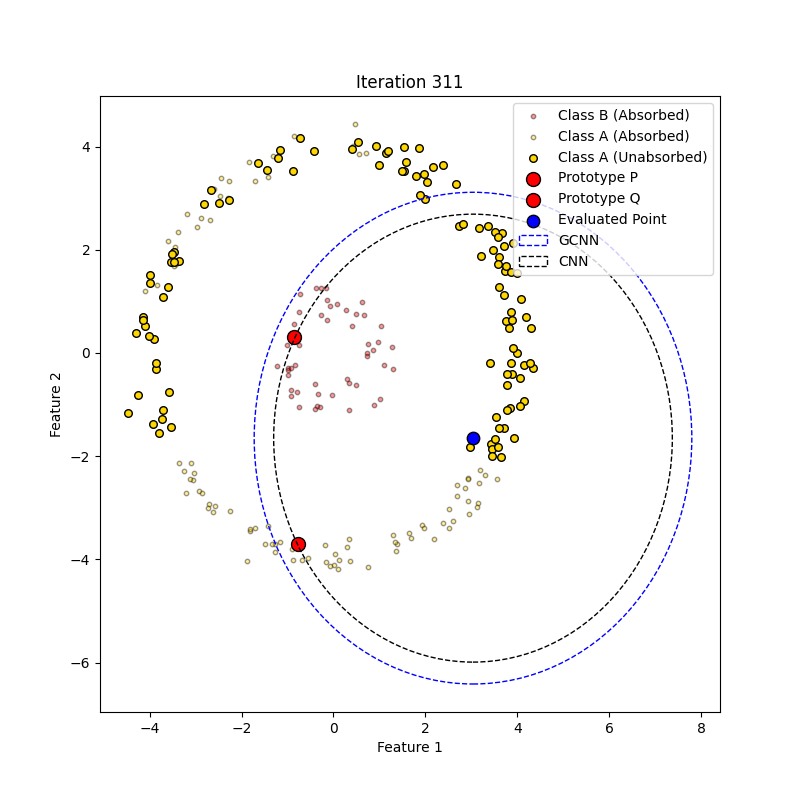 Iteration 311
Class B (Absorbed)
Class A (Absorbed)
Class A (Unabsorbed)
Prototype P
Prototype Q
Evaluated Point
GCNN
CNN
4
2
0
−2
−4
−6
Feature 2
−4 −2 0 2 4 6 8
Feature 1